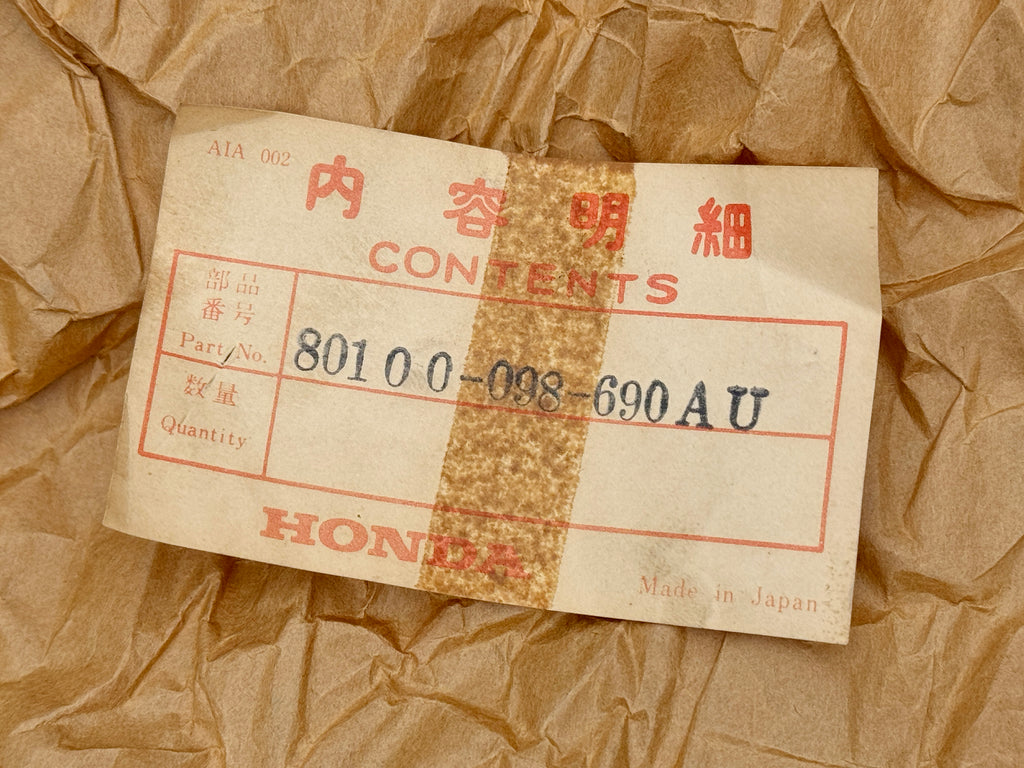 AIA 002
内容明細
CONTENTS
部品
番号
Part No.
80100-098-690AU
数量
Quantity
HONDA
Made in Japan